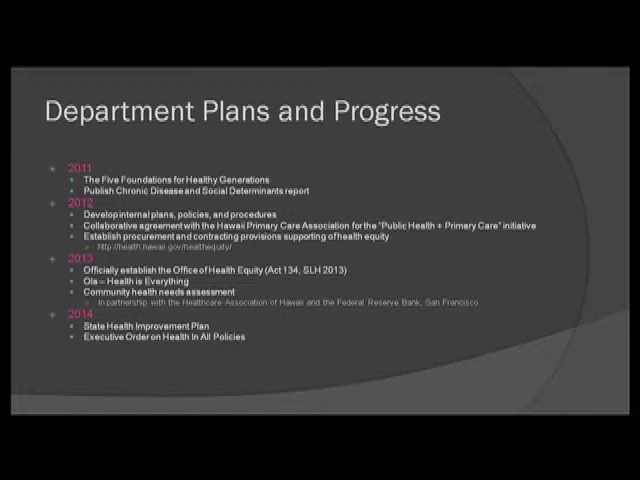 Department Plans and Progress
2011
The Five Foundations for Healthy Generations
Publish Chronic Disease and Social Determinants report
2012
Develop internal plans, policies, and procedures
Collaborative agreement with the Hawaii Primary Care Association for the "Public Health + Primary Care" initiative
Establish procurement and contracting provisions supporting of health equity
http://health.hawaii.gov/healthequity/
2013
Officially establish the Office of Health Equity (Act 134, SLH 2013)
Ola – Health is Everything
Community health needs assessment
In partnership with the Healthcare Association of Hawaii and the Federal Reserve Bank, San Francisco
2014
State Health Improvement Plan
Executive Order on Health In All Policies